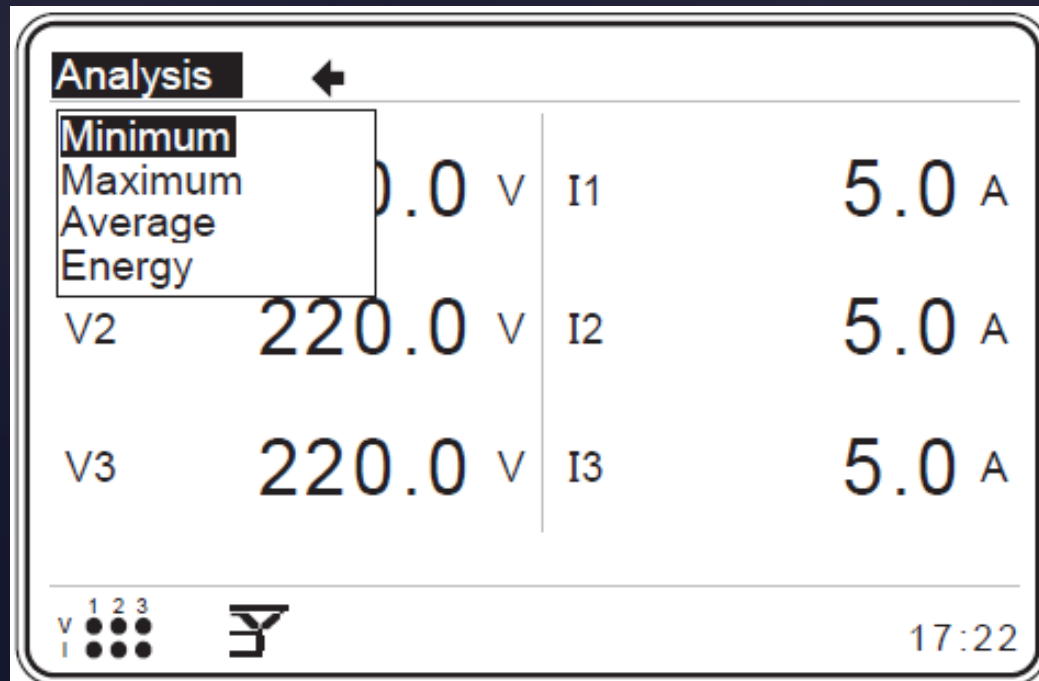 Analysis
Minimum
Maximum
Average
Energy
.0 V I1 5.0 A
V2 220.0 V I2 5.0 A
V3 220.0 V I3 5.0 A
1 2 3
V
I
17:22